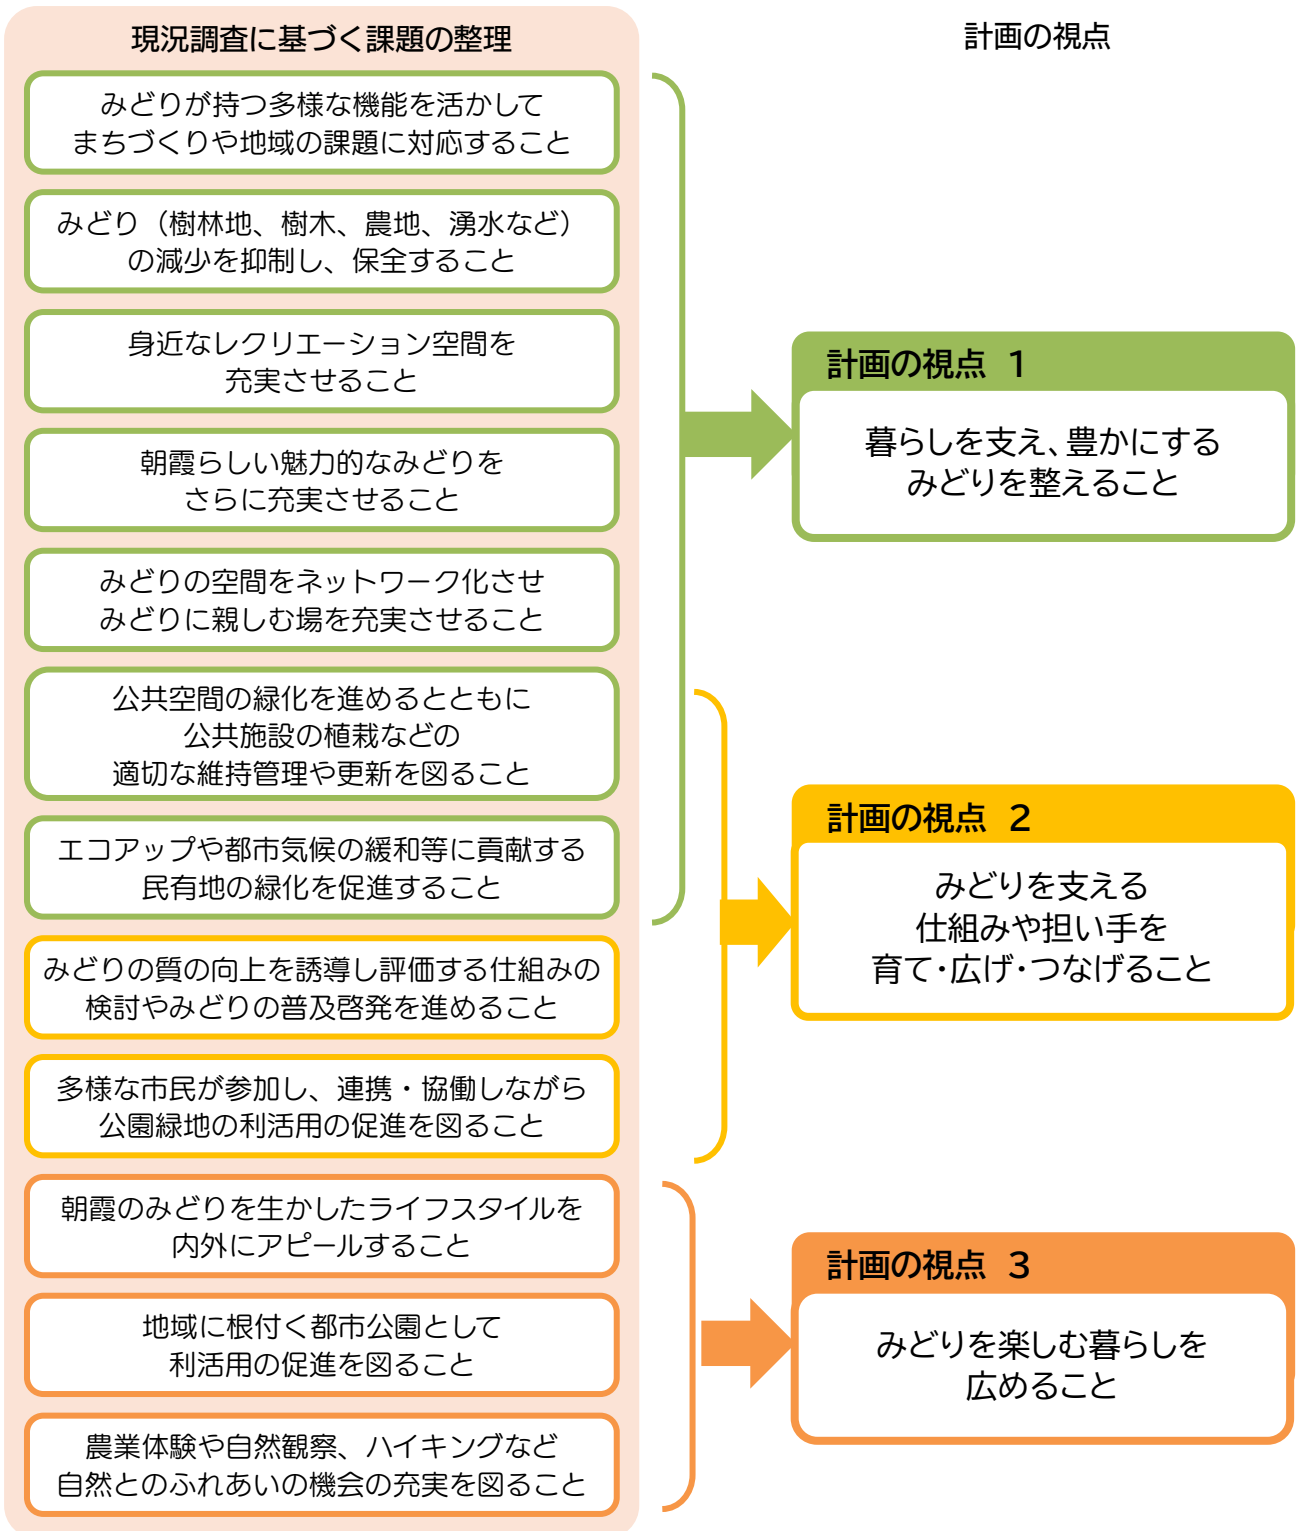 現況調査に基づく課題の整理
みどりが持つ多様な機能を活かして
まちづくりや地域の課題に対応すること
みどり（樹林地、樹木、農地、湧水など）
の減少を抑制し、保全すること
身近なレクリエーション空間を
充実させること
朝霞らしい魅力的なみどりを
さらに充実させること
みどりの空間をネットワーク化させ
みどりに親しむ場を充実させること
公共空間の緑化を進めるとともに
公共施設の植栽などの
適切な維持管理や更新を図ること
エコアップや都市気候の緩和等に貢献する
民有地の緑化を促進すること
みどりの質の向上を誘導し評価する仕組みの
検討やみどりの普及啓発を進めること
多様な市民が参加し、連携・協働しながら
公園緑地の利活用の促進を図ること
朝霞のみどりを生かしたライフスタイルを
内外にアピールすること
地域に根付く都市公園として
利活用の促進を図ること
農業体験や自然観察、ハイキングなど
自然とのふれあいの機会の充実を図ること
計画の視点
計画の視点 1
暮らしを支え、豊かにする
みどりを整えること
計画の視点 2
みどりを支える
仕組みや担い手を
育て・広げ・つなげること
計画の視点 3
みどりを楽しむ暮らしを
広めること